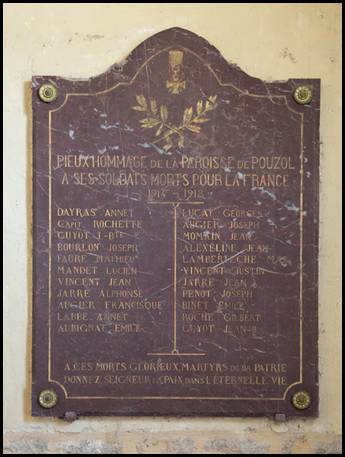 PIEUX HOMMAGE DE LA PAROISSE DE POUZOL
A SES SOLDATS MORTS POUR LA FRANCE
1914 - 1918
DAYRAS ANNET
CAPT. ROCHETTE
GUYOT J-BTE
BOURLON JOSEPH
FAURE MATHIEU
MANDET LUCIEN
VINCENT JEAN
JARRE ALPHONSE
AUGIER FRANCISQUE
LABBE ANNET
AUBIGNAT EMILE
LUCAT GEORGES
AUGIER JOSEPH
JEAN
JEAN
VINCENT JUSTIN
JARRE JEAN
PENOT JOSEPH
BINET EMILE
ROCHE GILBERT
GUYOT JEAN-B
A CES MORTS GLORIEUX MARTYRS DE LA PATRIE
DONNEZ SEIGNEUR LA PAIX DANS L'ETERNELLE VIE